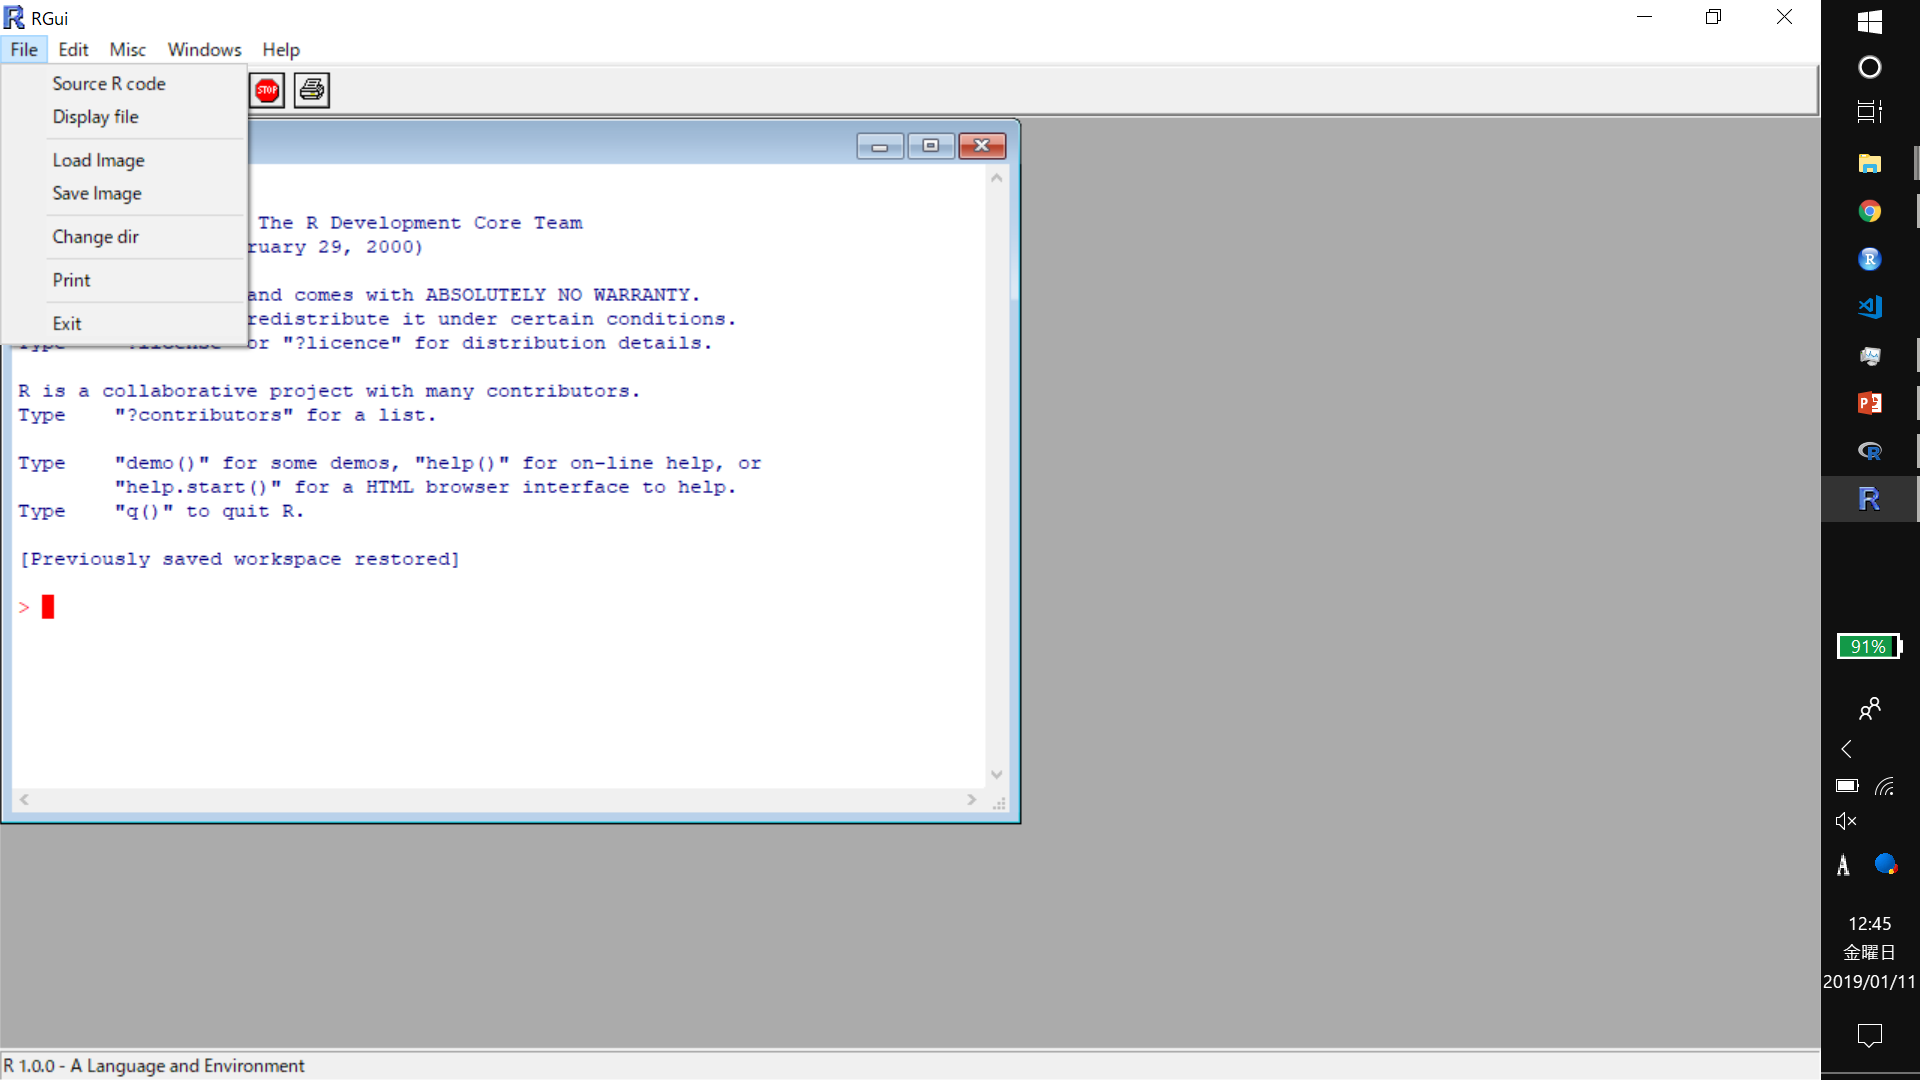 RGui
File Edit Misc Windows Help
Source R code
Display file
Load Image
Save Image
Change dir
Print
Exit
STOP
The R Development Core Team
ruary 29, 2000)
and comes with ABSOLUTELY NO WARRANTY.
redistribute it under certain conditions.
or "?licence" for distribution details.
R is a collaborative project with many contributors.
Type "?contributors" for a list.
Type "demo()" for some demos, "help()" for on-line help, or
"help.start()" for a HTML browser interface to help.
Type "q()" to quit R.
[Previously saved workspace restored]
>
R 1.0.0 - A Language and Environment
91%
A
12:45
金曜日
2019/01/11